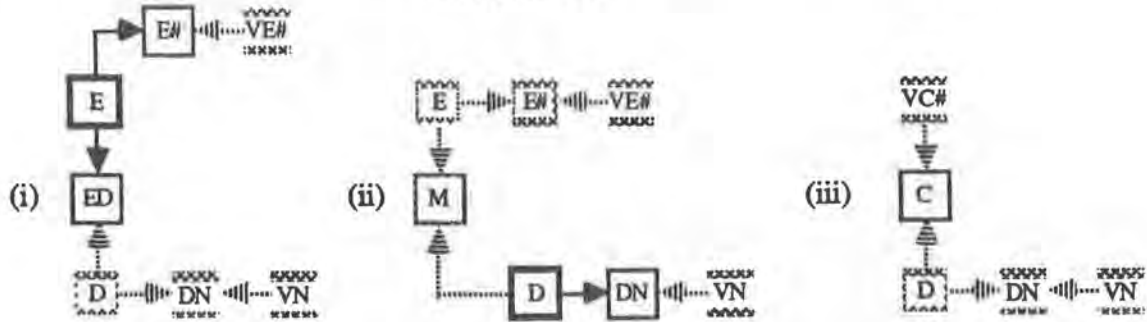 E# VE#
E E E# VE# VC#
(i) ED (ii) M (iii) C
D DN VN D DN VN D DN VN